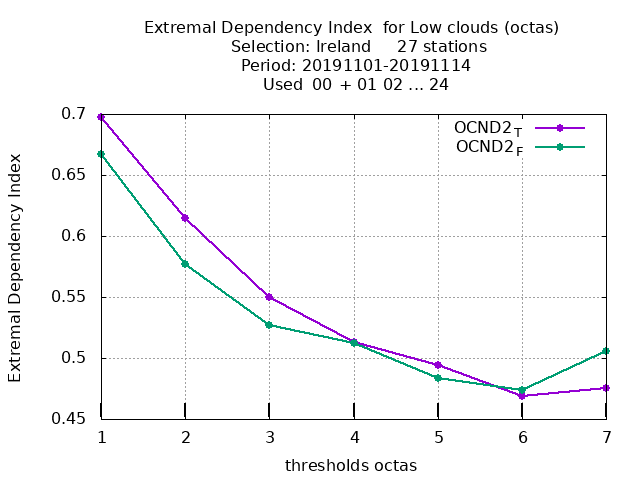 Extremal Dependency Index  for Low clouds (octas)
Selection: Ireland     27 stations
Period: 20191101-20191114
Used  00 + 01 02 ... 24
OCND2 T
OCND2 F
Extremal Dependency Index
0.7
0.65
0.6
0.55
0.5
0.45
1 2 3 4 5 6 7
thresholds octas